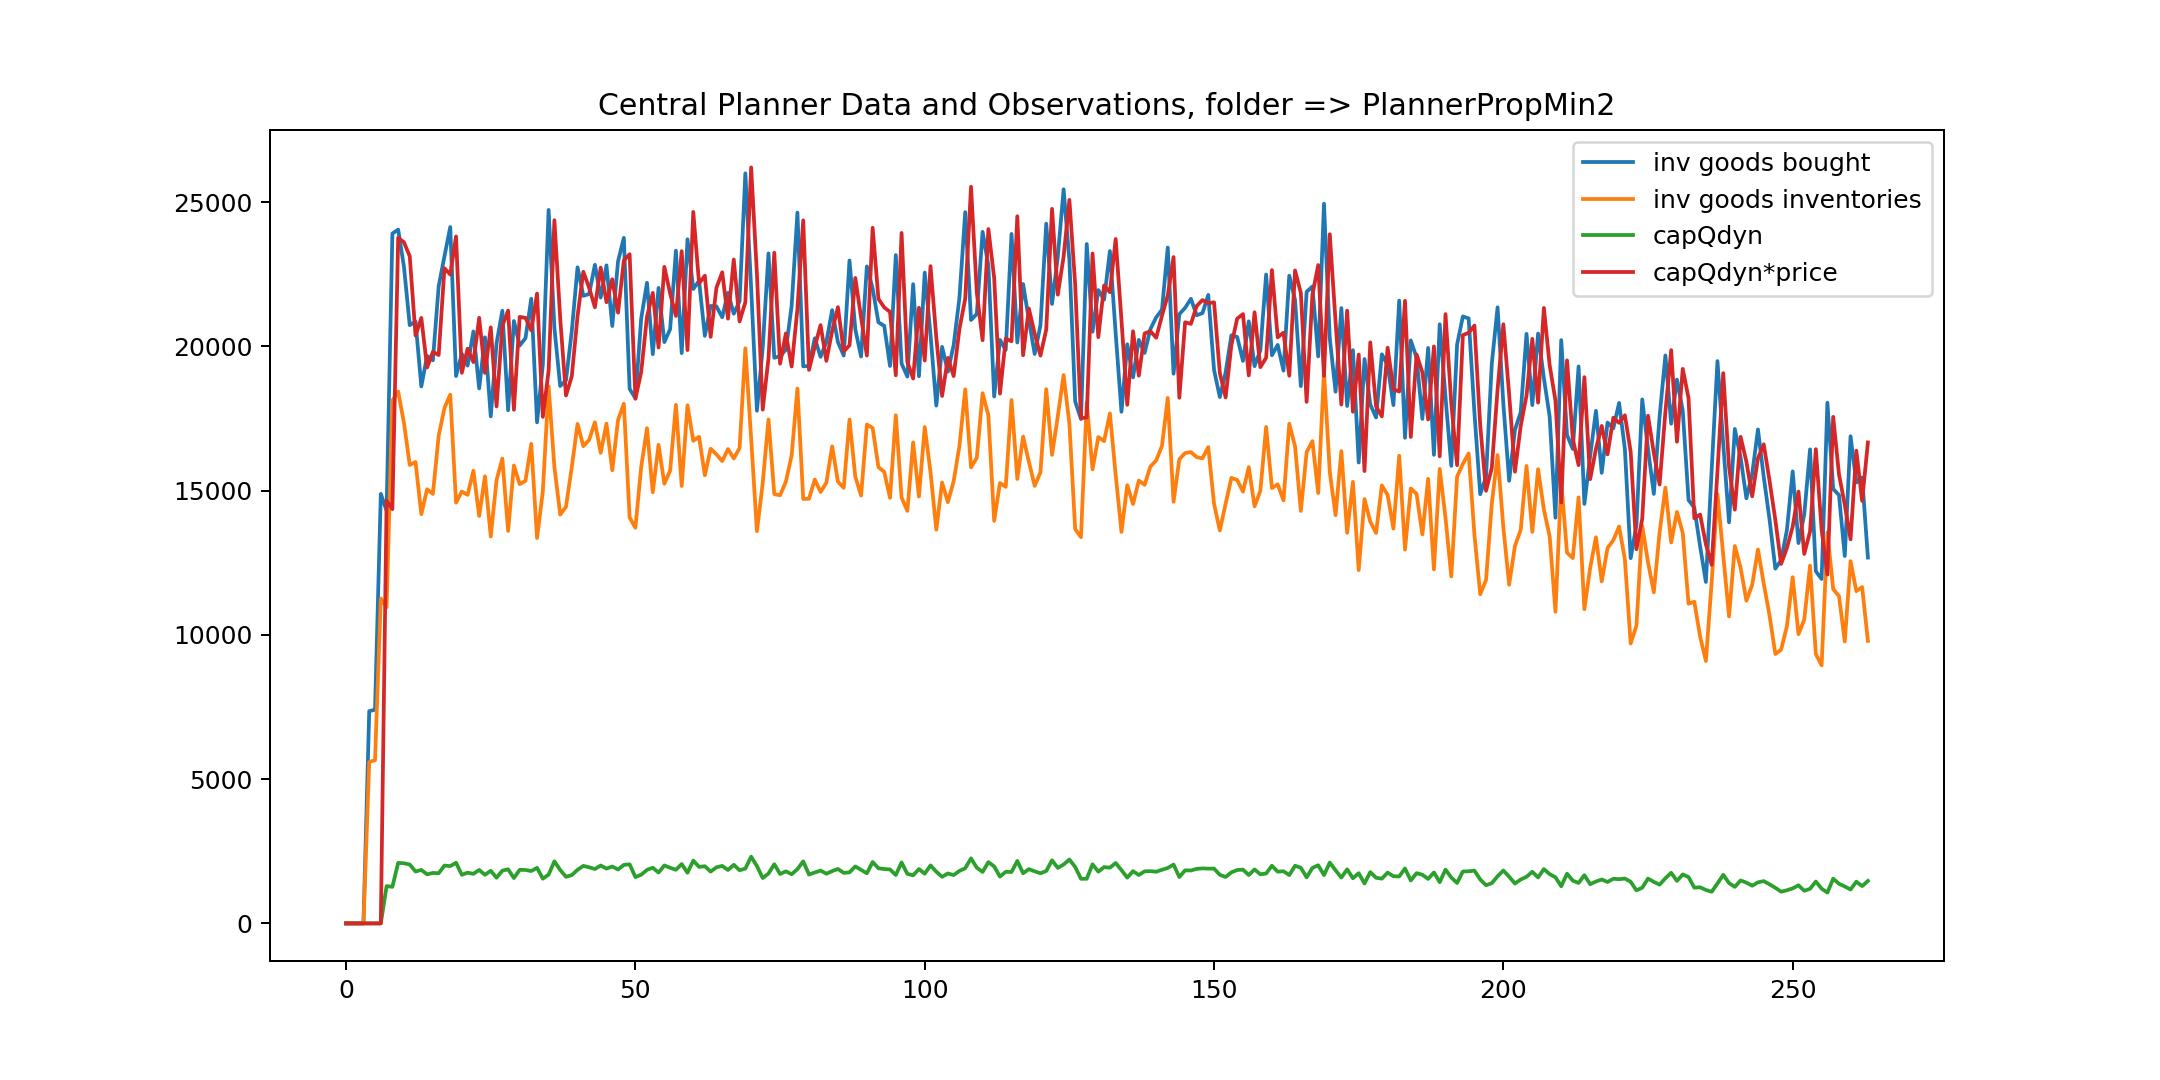 Central Planner Data and Observations, folder => PlannerPropMin2
inv goods bought
inv goods inventories
capQdyn
capQdyn*price
25000
20000
15000
10000
5000
0
0 50 100 150 200 250